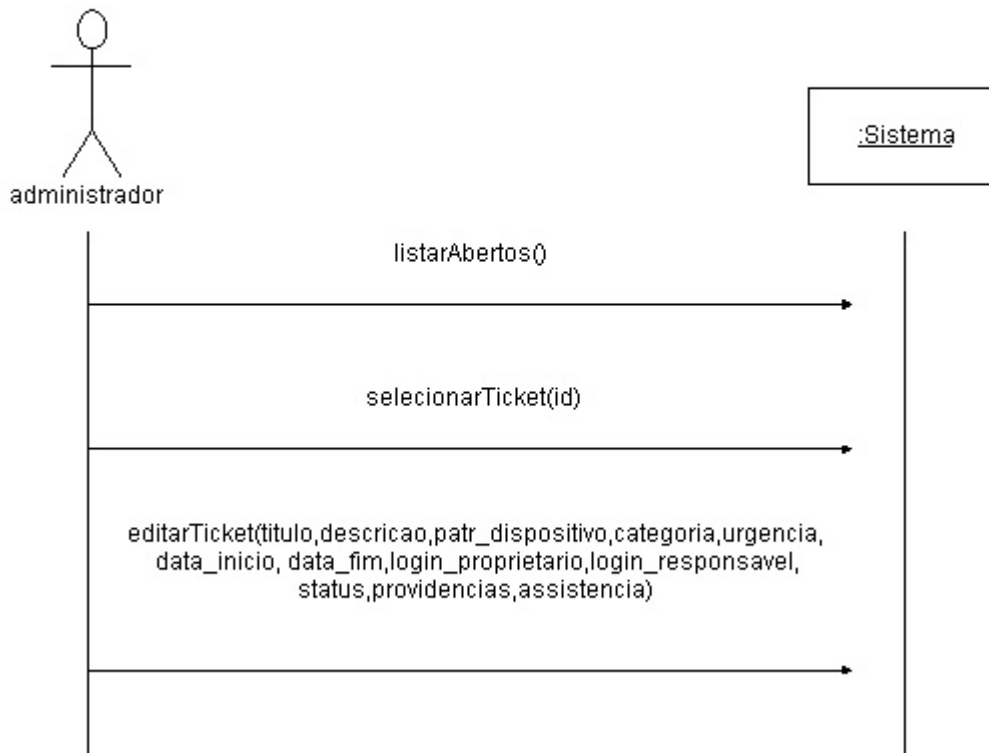 :Sistema
administrador
listarAbertos()
selecionarTicket(id)
editarTicket(titulo,descricao,patr_dispositivo,categoria,urgencia,
data_inicio, data_fim,login_proprietario,login_responsavel,
status,providencias,assistencia)